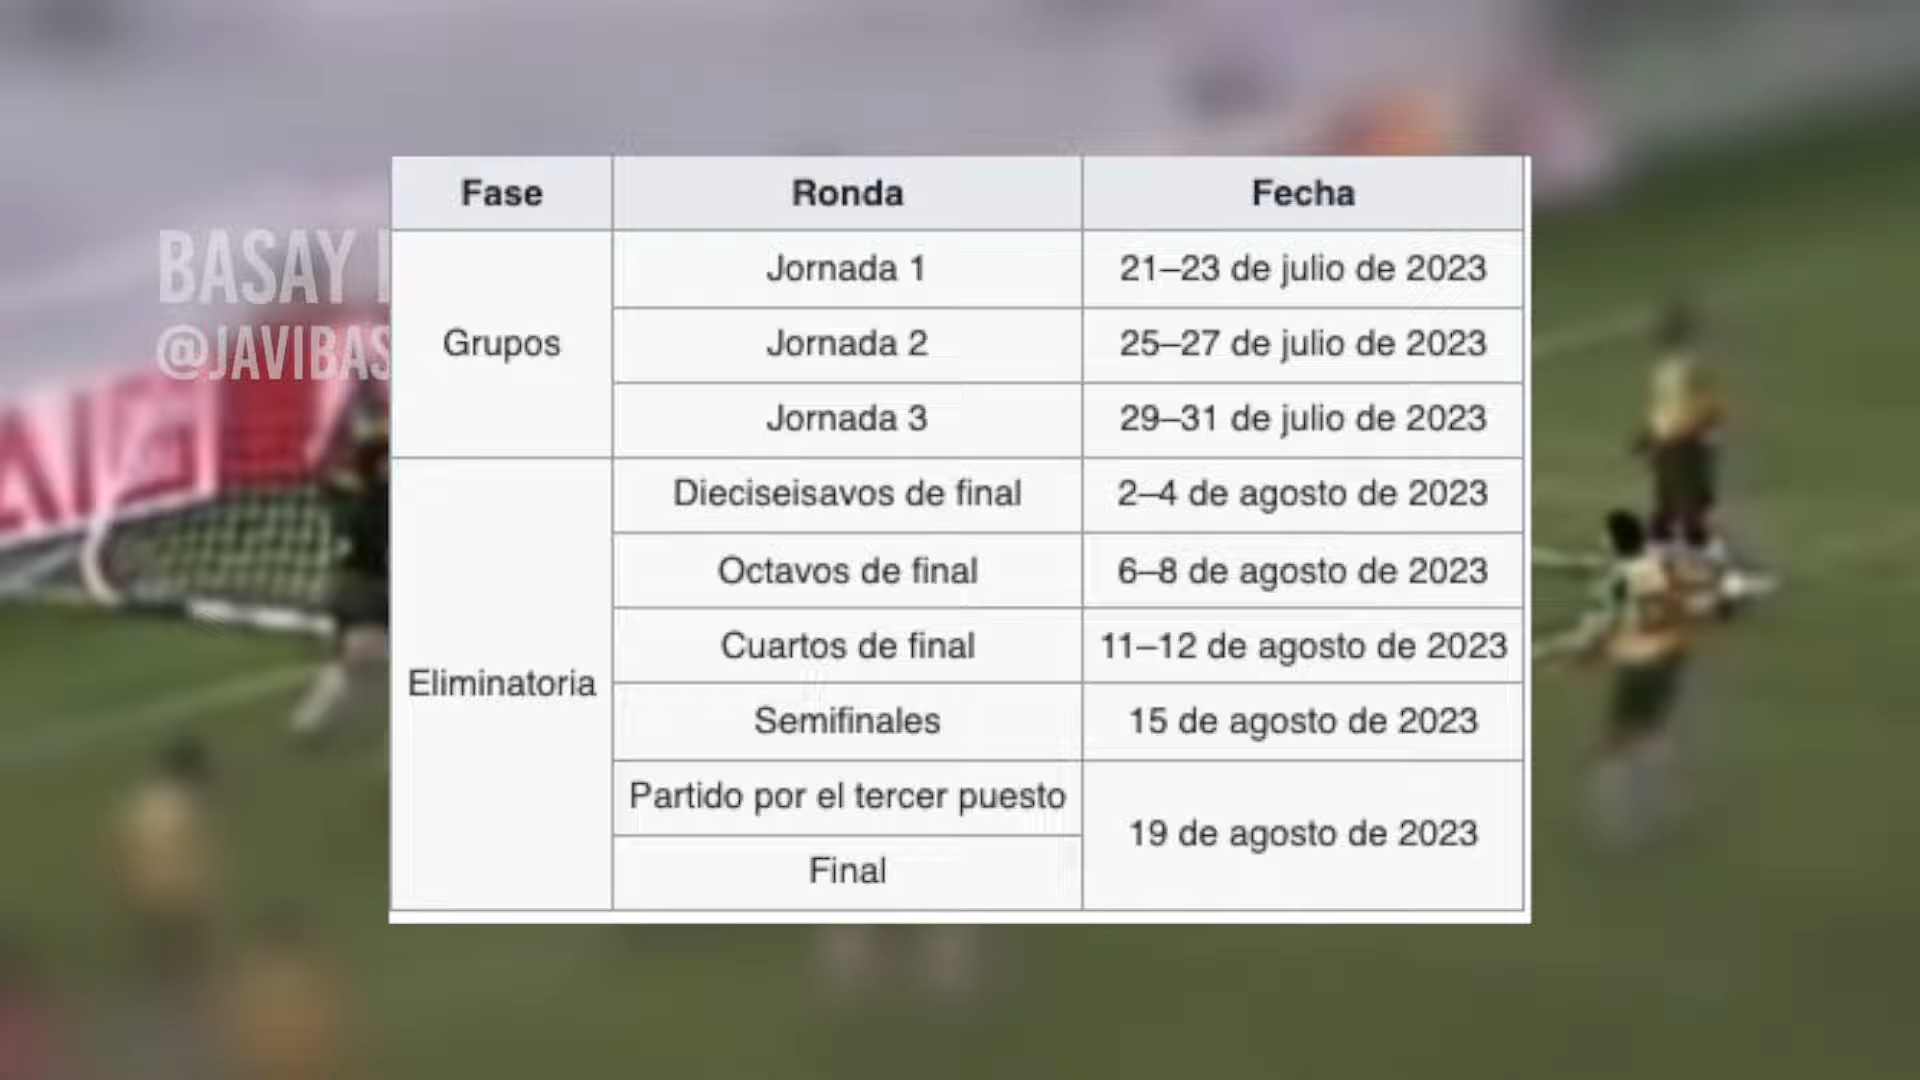 Fase Ronda Fecha
Grupos
Jornada 1 21–23 de julio de 2023
Jornada 2 25–27 de julio de 2023
Jornada 3 29–31 de julio de 2023
Eliminatoria
Dieciseisavos de final 2–4 de agosto de 2023
Octavos de final 6–8 de agosto de 2023
Cuartos de final 11–12 de agosto de 2023
Semifinales 15 de agosto de 2023
Partido por el tercer puesto 19 de agosto de 2023
Final
BASAY
@JAVIBAS